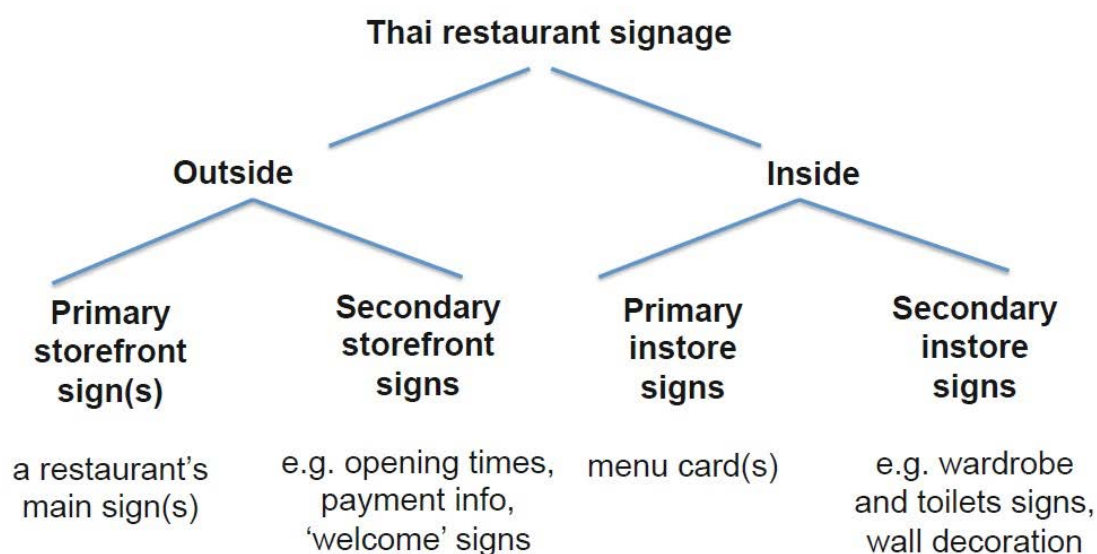 Thai restaurant signage
Outside
Inside
Primary
storefront
sign(s)
Secondary
storefront
signs
Primary
instore
signs
Secondary
instore
signs
a restaurant’s
main sign(s)
e.g. opening times,
payment info,
‘welcome’ signs
menu card(s)
e.g. wardrobe
and toilets signs,
wall decoration